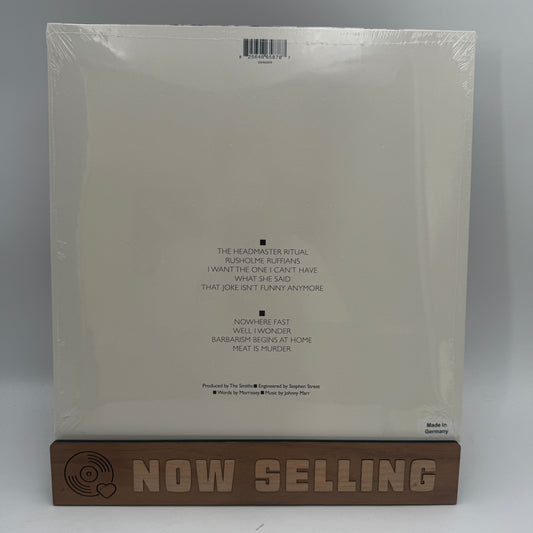 ■
THE HEADMASTER RITUAL
RUSHOLME RUFFIANS
I WANT THE ONE I CAN'T HAVE
WHAT SHE SAID
THAT JOKE ISN'T FUNNY ANYMORE
■
NOWHERE FAST
WELL I WONDER
BARBARISM BEGINS AT HOME
MEAT IS MURDER
Produced by The Smiths ■ Engineered by Stephen Street
■ Words by Morrissey ■ Music by Johnny Marr
Made in
Germany
NOW SELLING